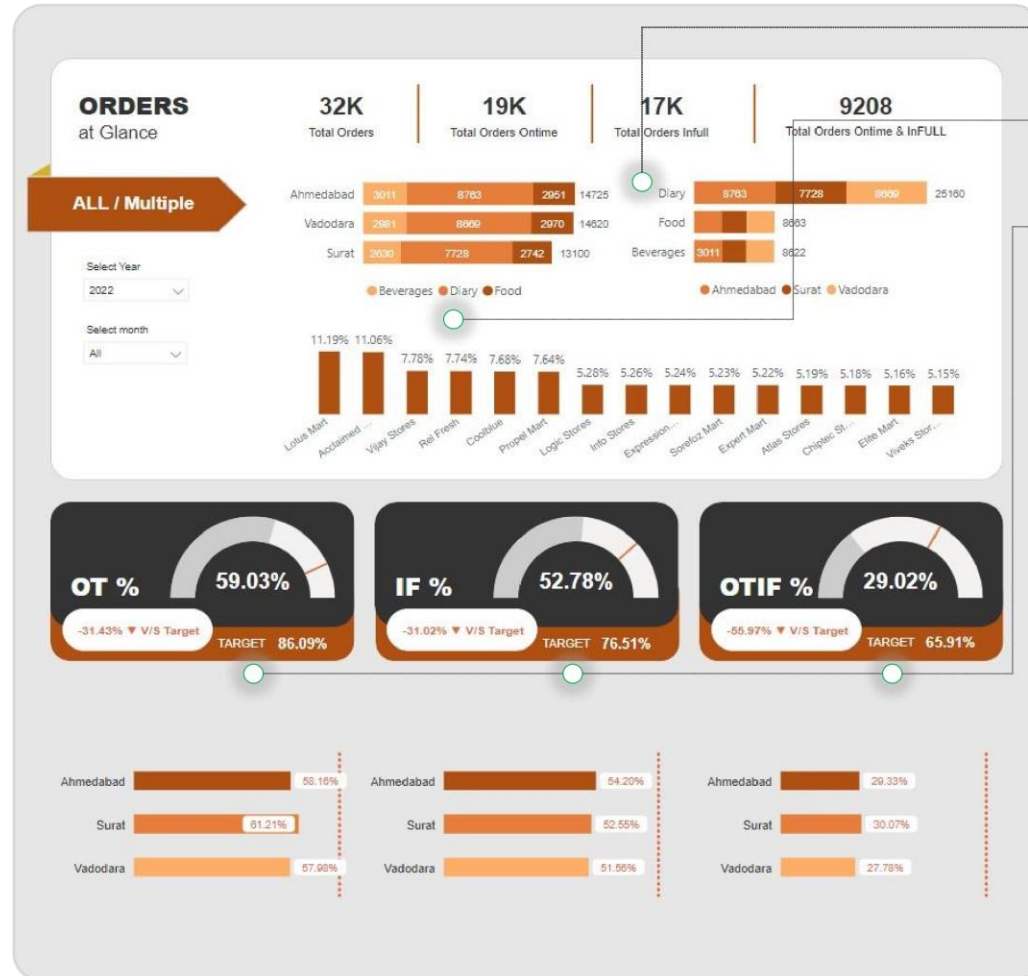 ORDERS
at Glance
32K
Total Orders
19K
Total Orders Ontime
17K
Total Orders Infull
9208
Total Orders Ontime & InFULL
ALL / Multiple
Select Year
2022
Select month
All
Ahmedabad 3011 8763 2951 14725
Vadodara 2981 8669 2970 14620
Surat 2630 7728 2742 13100
Beverages Diary Food
Diary 8763 7728 8669 25160
Food 8663
Beverages 3011 8622
Ahmedabad Surat Vadodara
11.19% 11.06% 7.78% 7.74% 7.68% 7.64% 5.28% 5.26% 5.24% 5.23% 5.22% 5.19% 5.18% 5.16% 5.15%
Lotus Mart
Acclaimed ...
Vijay Stores
Rel Fresh
Coolblue
Propel Mart
Logic Stores
Info Stores
Expression...
Sorefoz Mart
Expert Mart
Atlas Stores
Chiptec St...
Elite Mart
Viveks Stor...
OT %
59.03%
-31.43% ▼ V/S Target
TARGET 86.09%
IF %
52.78%
-31.02% ▼ V/S Target
TARGET 76.51%
OTIF %
29.02%
-55.97% ▼ V/S Target
TARGET 65.91%
Ahmedabad 58.16%
Surat 61.21%
Vadodara 57.98%
Ahmedabad 54.20%
Surat 52.55%
Vadodara 51.56%
Ahmedabad 29.33%
Surat 30.07%
Vadodara 27.78%